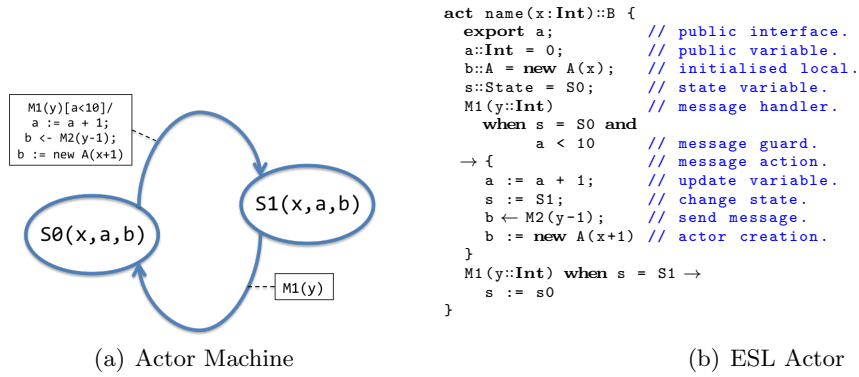 M1(y)[a<10]/
a := a + 1;
b <- M2(y-1);
b := new A(x+1)
S0(x,a,b)
S1(x,a,b)
M1(y)
(a) Actor Machine
act name(x:Int)::B {
export a; // public interface.
a::Int = 0; // public variable.
b::A = new A(x); // initialised local.
s::State = S0; // state variable.
M1(y::Int) // message handler.
when s = S0 and
a < 10 // message guard.
→ { // message action.
a := a + 1; // update variable.
s := S1; // change state.
b ← M2(y-1); // send message.
b := new A(x+1) // actor creation.
}
M1(y::Int) when s = S1 →
s := s0
}
(b) ESL Actor